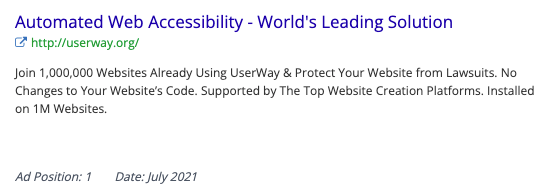 Automated Web Accessibility - World's Leading Solution
http://userway.org/
Join 1,000,000 Websites Already Using UserWay & Protect Your Website from Lawsuits. No
Changes to Your Website’s Code. Supported by The Top Website Creation Platforms. Installed
on 1M Websites.
Ad Position: 1 Date: July 2021